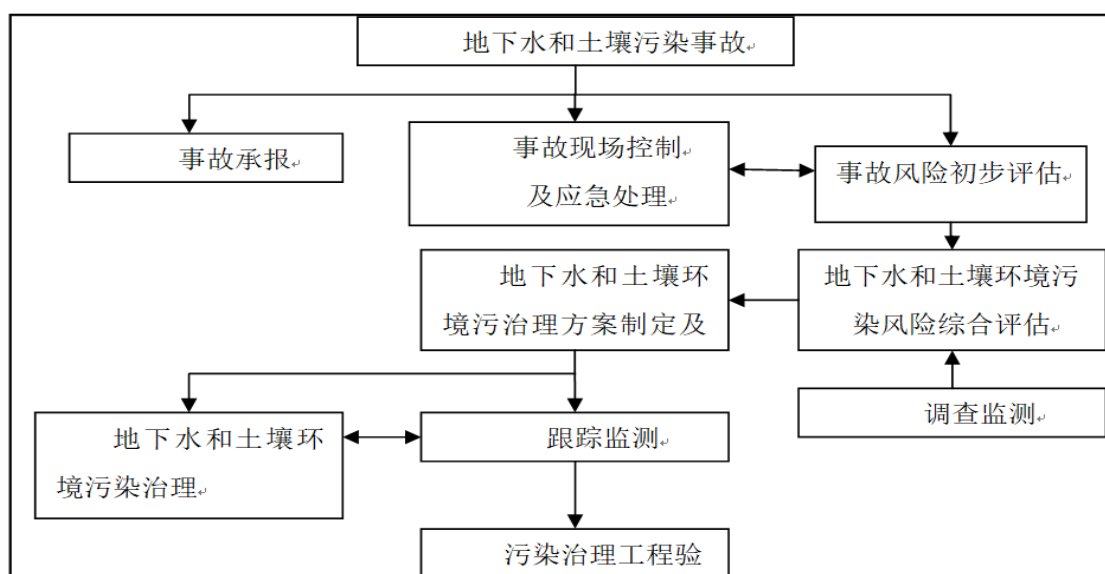 地下水和土壤污染事故
事故承报
事故现场控制
及应急处理
事故风险初步评估
地下水和土壤环
境污治理方案制定及
地下水和土壤环境污
染风险综合评估
调查监测
地下水和土壤环
境污染治理
跟踪监测
污染治理工程验